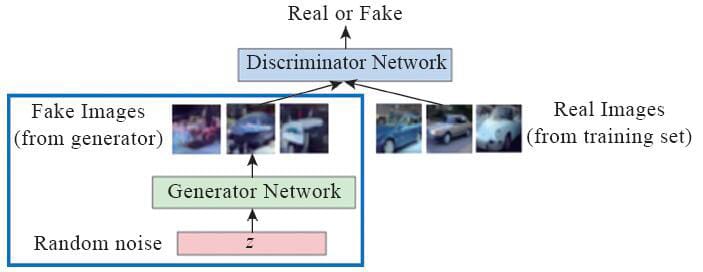 Real or Fake
Discriminator Network
Fake Images
(from generator)
Real Images
(from training set)
Generator Network
Random noise
z